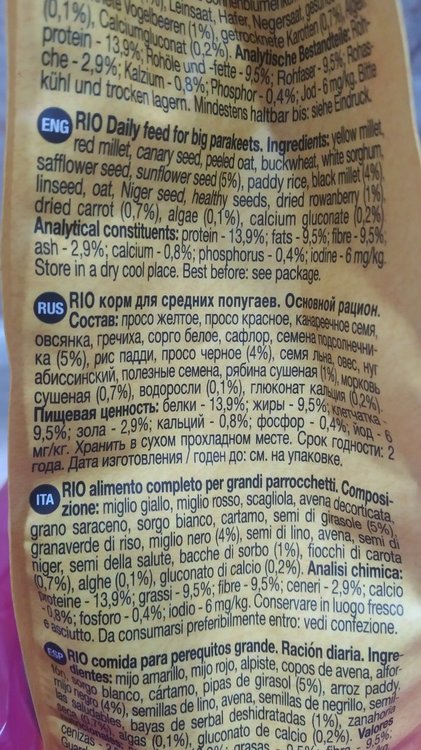 Leinsaat, Hafer, Negersaat,
Vogelbeeren (1%), getrocknete Karotten (0,7%),
(0,1%), Calciumgluconat (0,2%). Analytische Bestandteile: Roh-
protein - 13,9%; Rohöle und -fette - 9,5%; Rohfaser - 9,5%; Rohas-
che - 2,9%; Kalzium - 0,8%; Phosphor - 0,4%; Jod - 6 mg/kg. Bitte
kühl und trocken lagern. Mindestens haltbar bis: siehe Eindruck.
ENG RIO Daily feed for big parakeets. Ingredients: yellow millet,
red millet, canary seed, peeled oat, buckwheat, white sorghum,
safflower seed, sunflower seed (5%), paddy rice, black millet (4%),
linseed, oat, Niger seed, healthy seeds, dried rowanberry (1%),
dried carrot (0,7%), algae (0,1%), calcium gluconate (0,2%).
Analytical constituents: protein - 13,9%; fats - 9,5%; fibre - 9,5%;
ash - 2,9%; calcium - 0,8%; phosphorus - 0,4%; iodine - 6 mg/kg.
Store in a dry cool place. Best before: see package.
RUS RIO корм для средних попугаев. Основной рацион.
Состав: просо желтое, просо красное, канареечное семя,
овсянка, гречиха, сорго белое, сафлор, семена подсолнечни-
ка (5%), рис падди, просо черное (4%), семя льна, овес, нуг
абиссинский, полезные семена, рябина сушеная (1%), морковь
сушеная (0,7%), водоросли (0,1%), глюконат кальция (0,2%).
Пищевая ценность: белки - 13,9%; жиры - 9,5%; клетчатка -
9,5%; зола - 2,9%; кальций - 0,8%; фосфор - 0,4%; йод - 6
мг/кг. Хранить в сухом прохладном месте. Срок годности: 2
года. Дата изготовления / годен до: см. на упаковке.
ITA RIO alimento completo per grandi parrocchetti. Composi-
zione: miglio giallo, miglio rosso, scagliola, avena decorticata,
grano saraceno, sorgo bianco, cartamo, semi di girasole (5%),
granaverde di riso, miglio nero (4%), semi di lino, avena, semi di
niger, semi della salute, bacche di sorbo (1%), fiocchi di carota
(0,7%), alghe (0,1%), gluconato di calcio (0,2%). Analisi chimica:
proteine - 13,9%; grassi - 9,5%; fibre - 9,5%; ceneri - 2,9%; calcio
- 0,8%; fosforo - 0,4%; iodio - 6 mg/kg. Conservare in luogo fresco
e asciutto. Da consumarsi preferibilmente entro: vedi confezione.
ESP RIO comida para perequitos grande. Ración diaria. Ingre-
dientes: mijo amarillo, mijo rojo, alpiste, copos de avena, alfor-
fón, sorgo blanco, cártamo, pipas de girasol (5%), arroz paddy,
mijo negro (4%), semillas de lino, avena, semillas de negrillo, semil-
las saludables, bayas de serbal deshidratadas (1%), zanahoria
seca (0,7%), algas (0,1%), gluconato de calcio (0,2%). Valores
cenizas - 9,5%